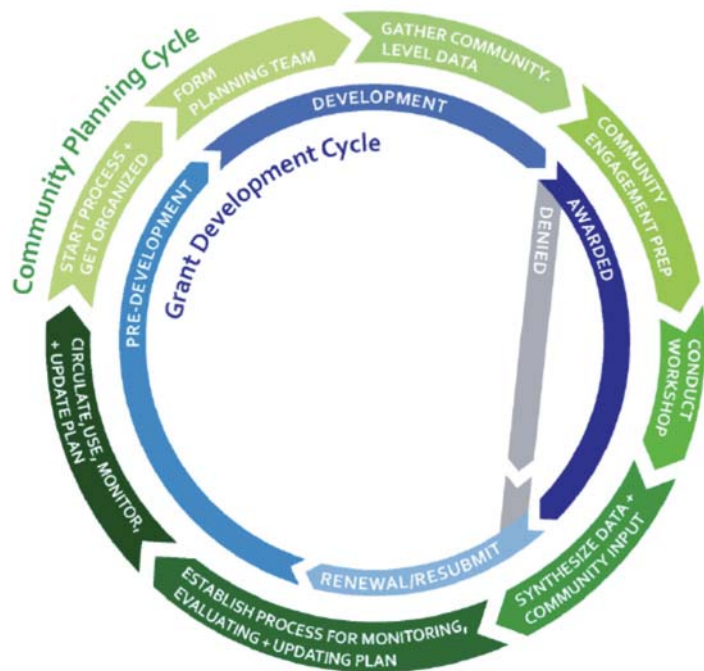 Community Planning Cycle
START PROCESS +
GET ORGANIZED
FORM
PLANNING TEAM
GATHER COMMUNITY-
LEVEL DATA
COMMUNITY
ENGAGEMENT PREP
CONDUCT
WORKSHOP
SYNTHESIZE DATA +
COMMUNITY INPUT
ESTABLISH PROCESS FOR MONITORING,
EVALUATING + UPDATING PLAN
CIRCULATE, USE, MONITOR,
+ UPDATE PLAN
Grant Development Cycle
PRE-DEVELOPMENT
DEVELOPMENT
AWARDED
DENIED
RENEWAL/RESUBMIT